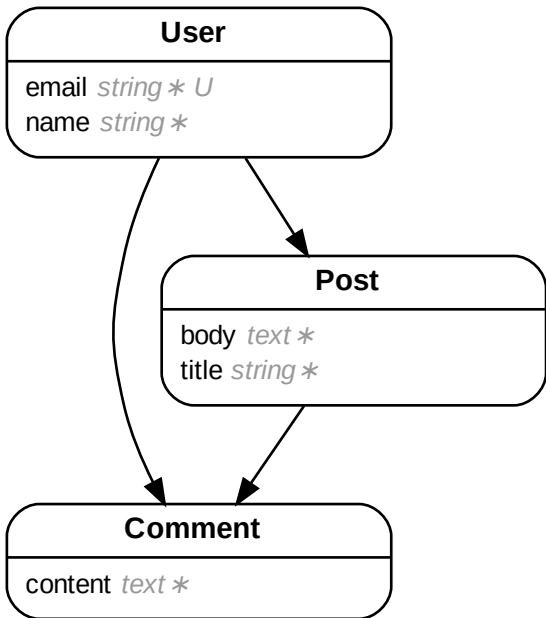 User
email string ∗ U
name string ∗
Post
body text ∗
title string ∗
Comment
content text ∗